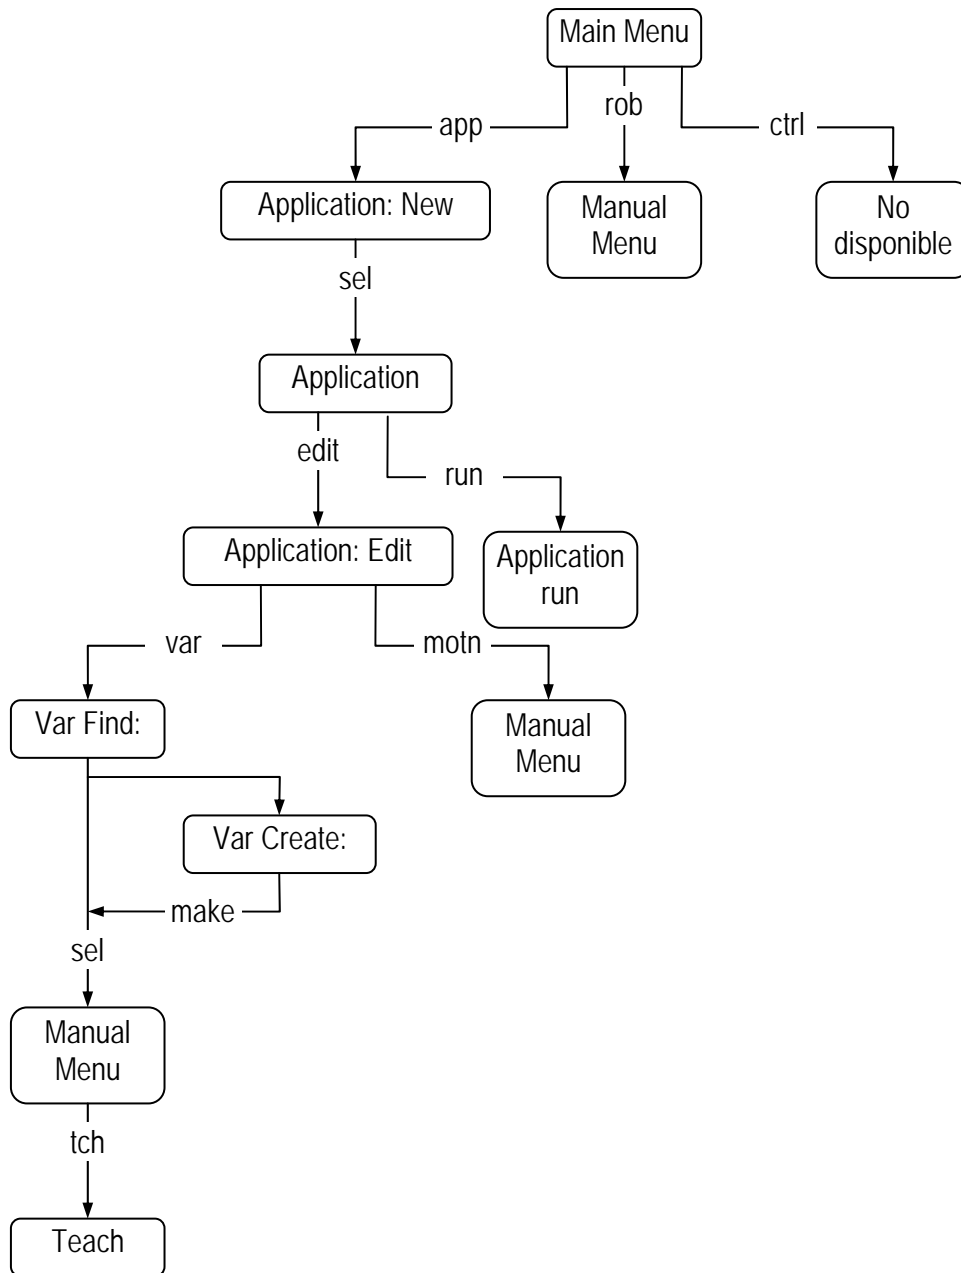 Main Menu
rob
app
ctrl
Application: New
Manual
Menu
No
disponible
sel
Application
edit
run
Application: Edit
Application
run
var
motn
Var Find:
Manual
Menu
Var Create:
make
sel
Manual
Menu
tch
Teach